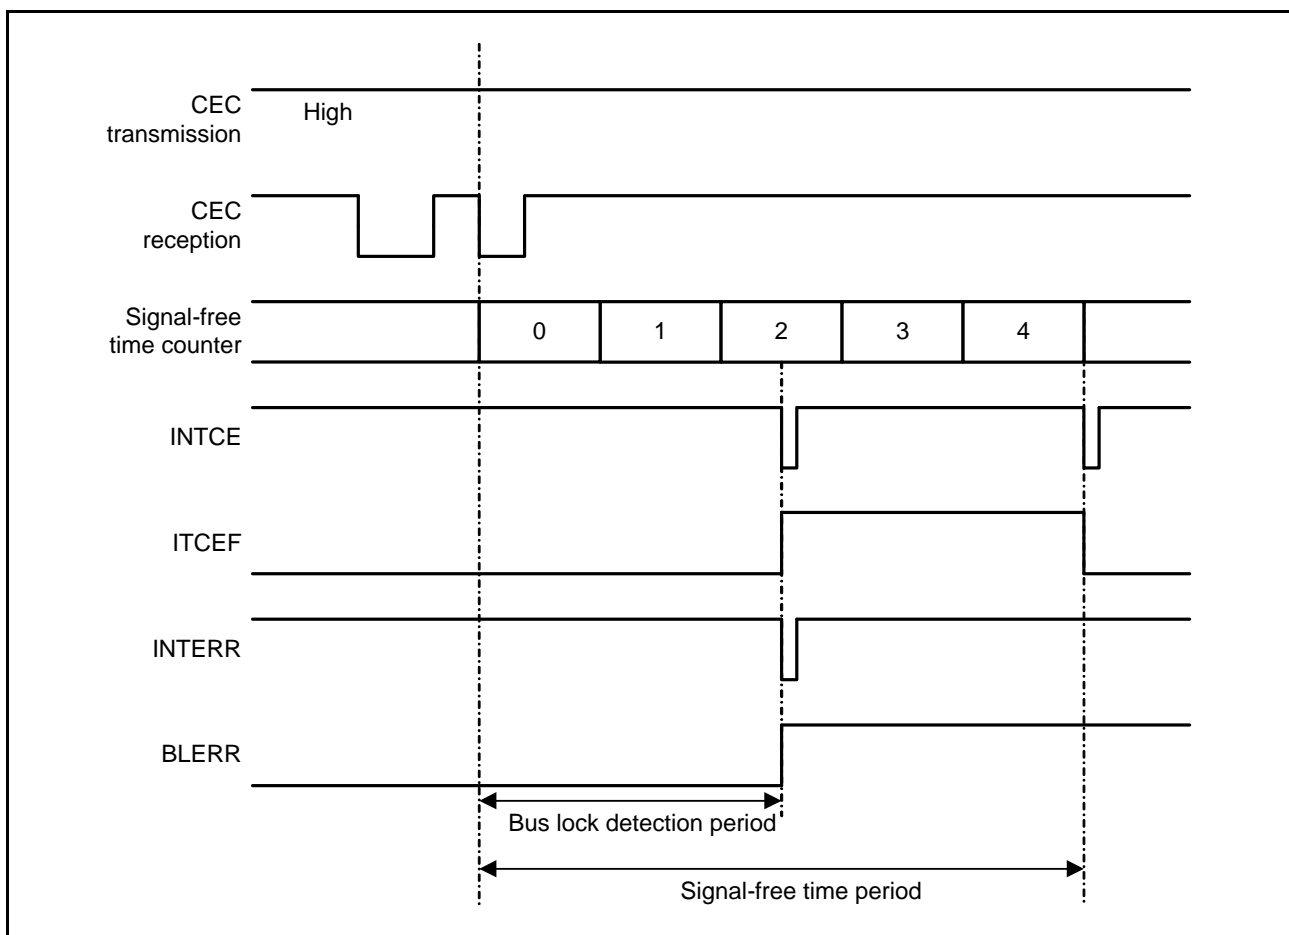 CEC
transmission
High
CEC
reception
Signal-free
time counter
0 1 2 3 4
INTCE
ITCEF
INTERR
BLERR
Bus lock detection period
Signal-free time period